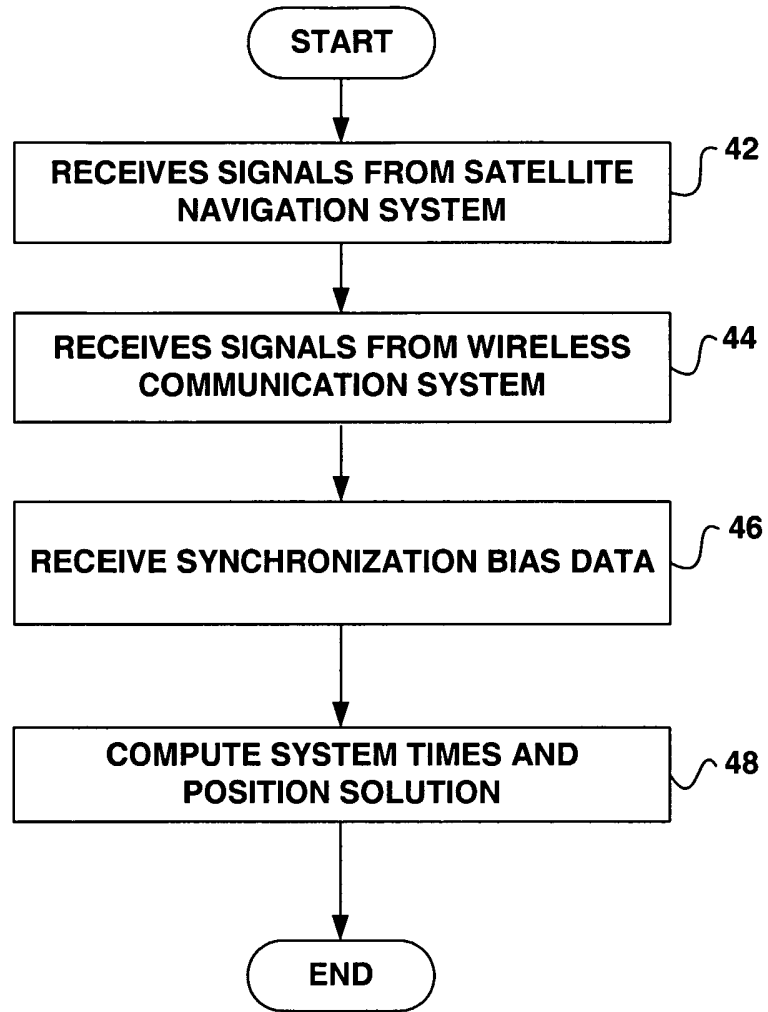 START
RECEIVES SIGNALS FROM SATELLITE
NAVIGATION SYSTEM
42
RECEIVES SIGNALS FROM WIRELESS
COMMUNICATION SYSTEM
44
RECEIVE SYNCHRONIZATION BIAS DATA
46
COMPUTE SYSTEM TIMES AND
POSITION SOLUTION
48
END